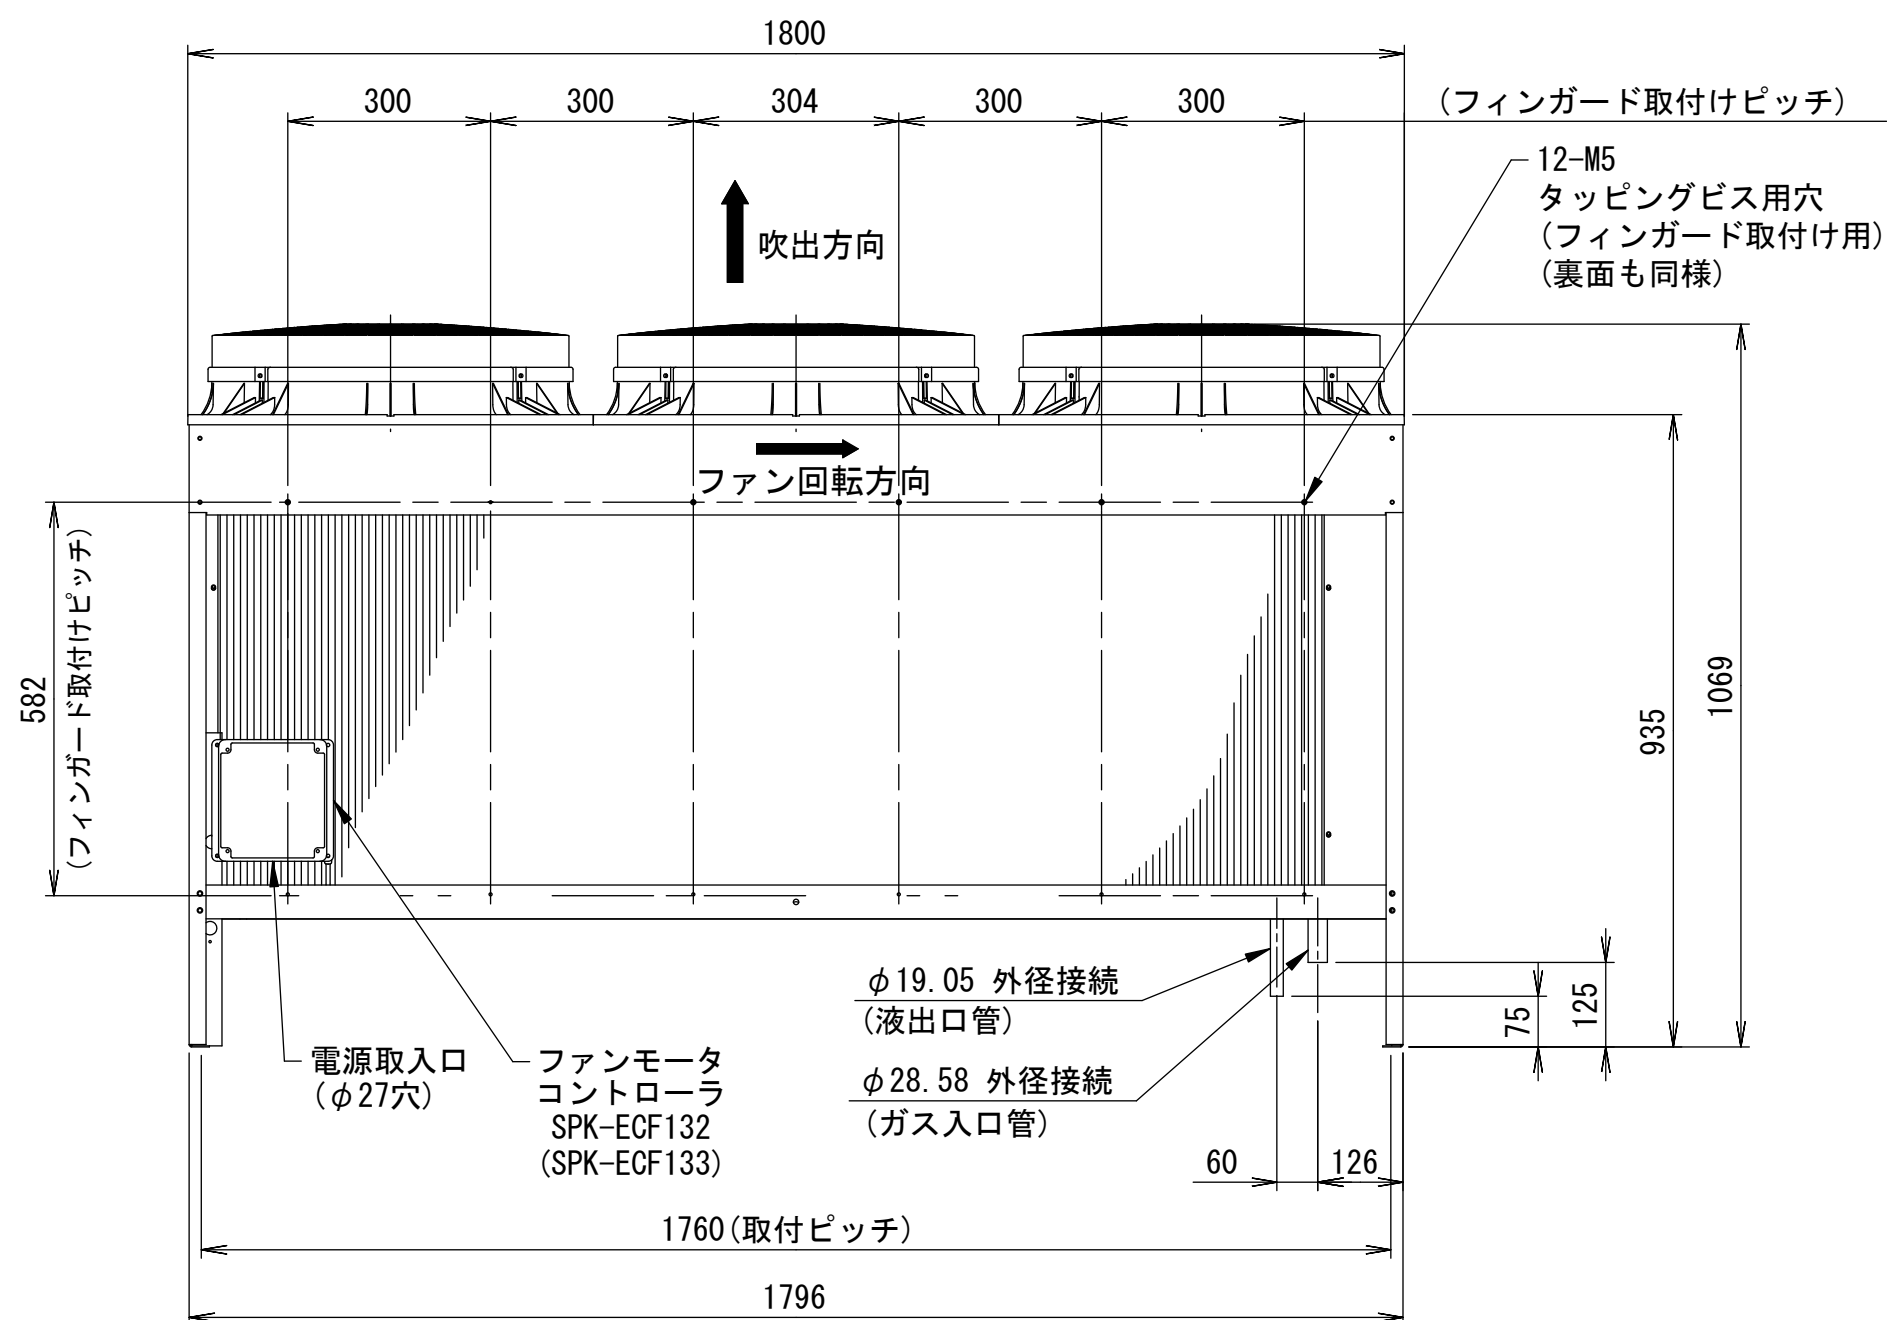 1800
300 300 304 300 300 (フィンガード取付けピッチ)
12-M5
タッピングビス用穴
(フィンガード取付け用)
(裏面も同様)
吹出方向
ファン回転方向
582
(フィンガード取付けピッチ)
1069
935
φ19.05 外径接続
(液出口管)
φ28.58 外径接続
(ガス入口管)
75
125
電源取入口
(φ27穴)
ファンモータ
コントローラ
SPK-ECF132
(SPK-ECF133)
60 126
1760(取付ピッチ)
1796